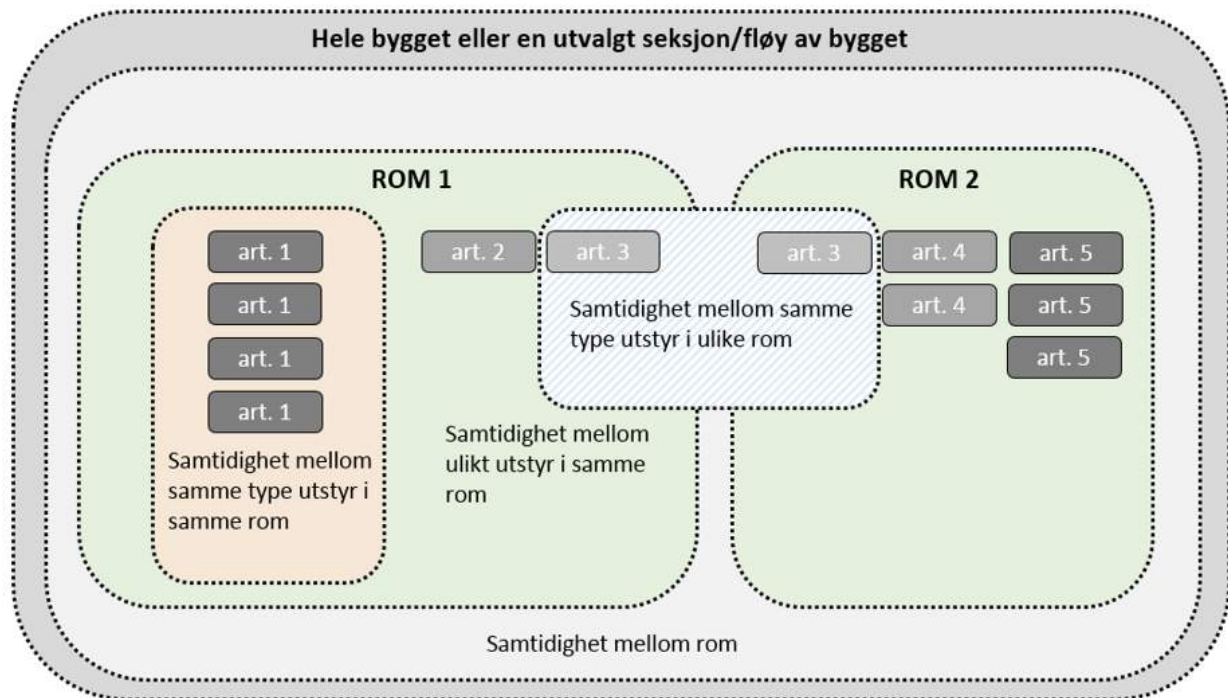 Hele bygget eller en utvalgt seksjon/fløy av bygget
ROM 1
art. 1
art. 1
art. 1
art. 1
Samtidighet mellom
samme type utstyr i
samme rom
art. 2
art. 3
Samtidighet mellom
ulikt utstyr i samme
rom
Samtidighet mellom samme
type utstyr i ulike rom
ROM 2
art. 3
art. 4
art. 5
art. 4
art. 5
art. 5
Samtidighet mellom rom